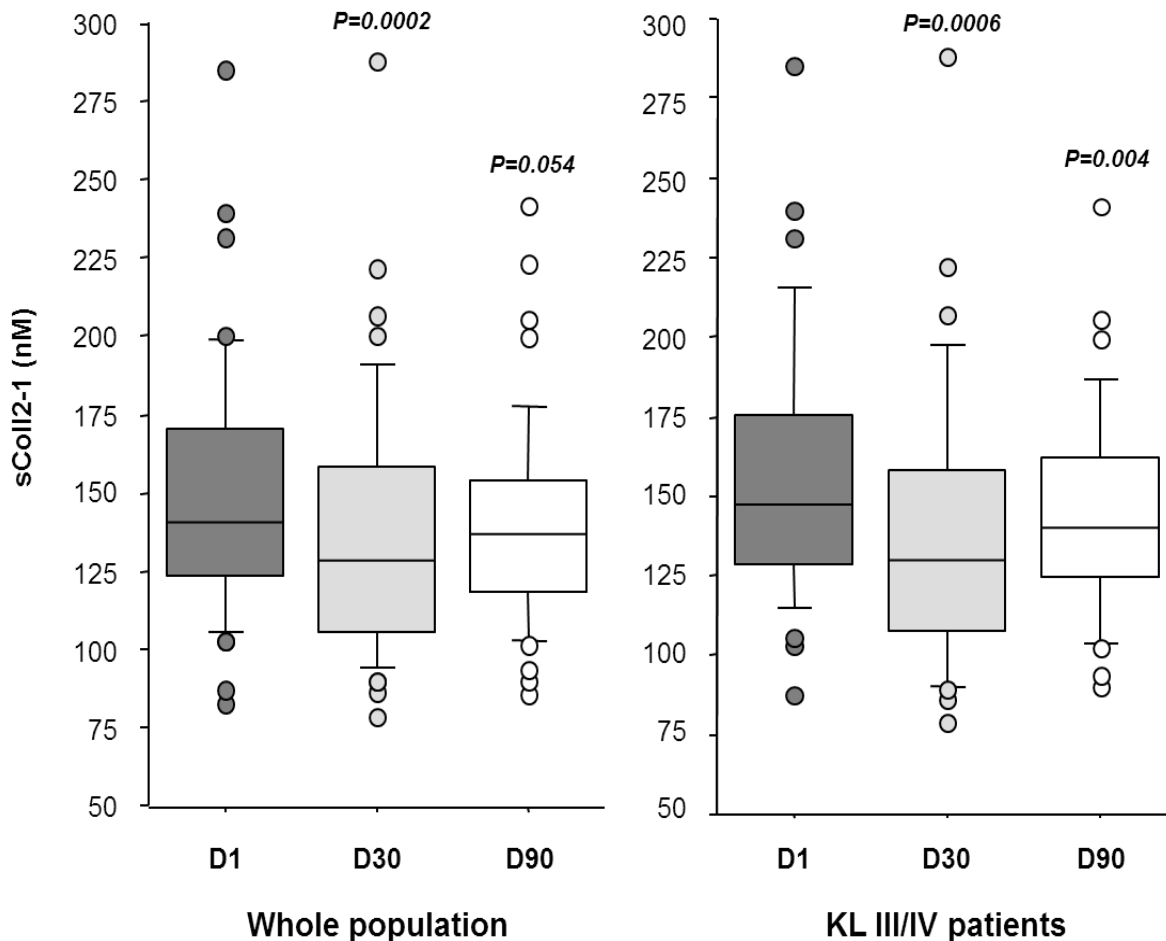 P=0.0002
P=0.054
sColl2-1 (nM)
300
275
250
225
200
175
150
125
100
75
50
D1
D30
D90
Whole population
P=0.0006
P=0.004
300
275
250
225
200
175
150
125
100
75
50
D1
D30
D90
KL III/IV patients